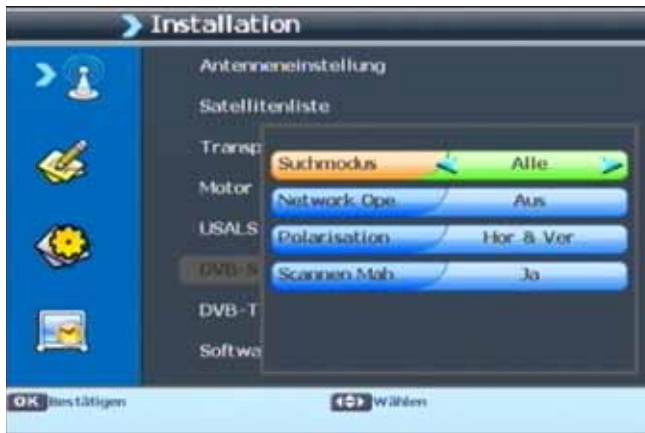 Installation
Antenneneinstellung
Satellitenliste
Transp
Motor
USALS
DVB-S
DVB-T
Softwa
Suchmodus Alle
Network Ope Aus
Polarisation Hor & Ver
Scannen Mab Ja
OK Bestätigen Wählen